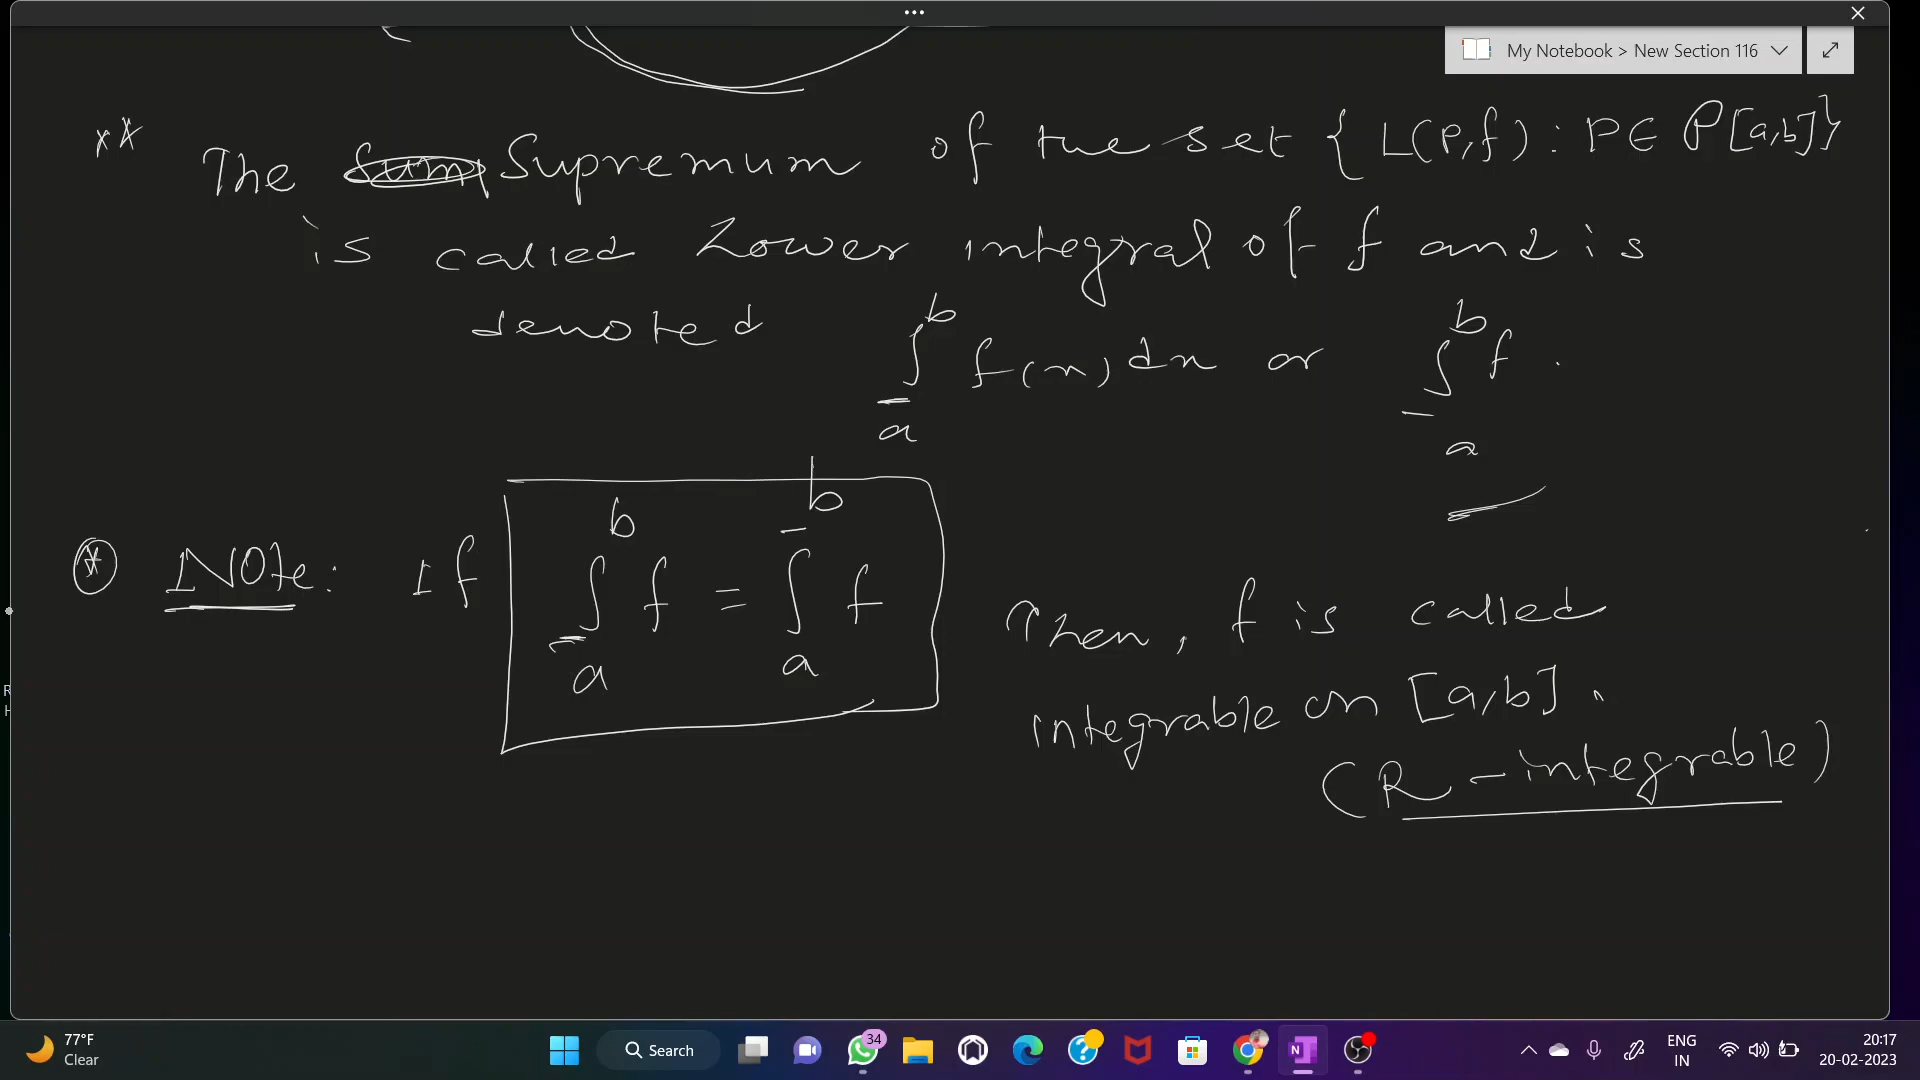 My Notebook > New Section 116
** The Supremum of the set { L(P,f) : P ∈ P[a,b]}
is called Lower integral of f and is
denoted ∫_a^b f(x)dx or ∫_a^b f.
⊛ Note: If ∫_a^b f = ∫_a^b f Then, f is called
integrable on [a,b].
(R-integrable)
77°F
Clear
Search
34
ENG
IN
20:17
20-02-2023